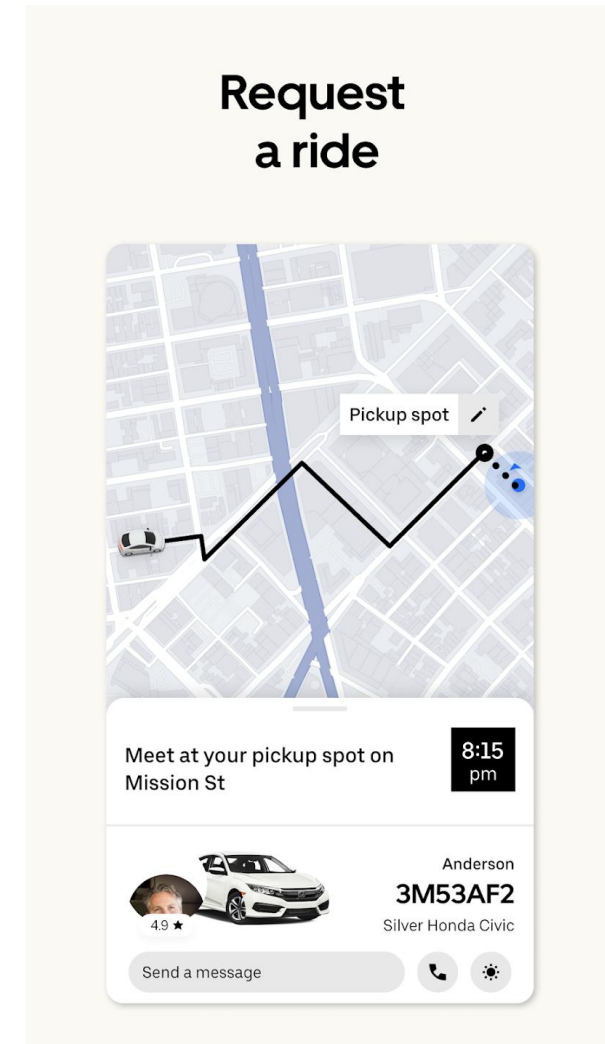 Request
a ride
Pickup spot
Meet at your pickup spot on
Mission St
8:15
pm
Anderson
3M53AF2
4.9 ★
Silver Honda Civic
Send a message